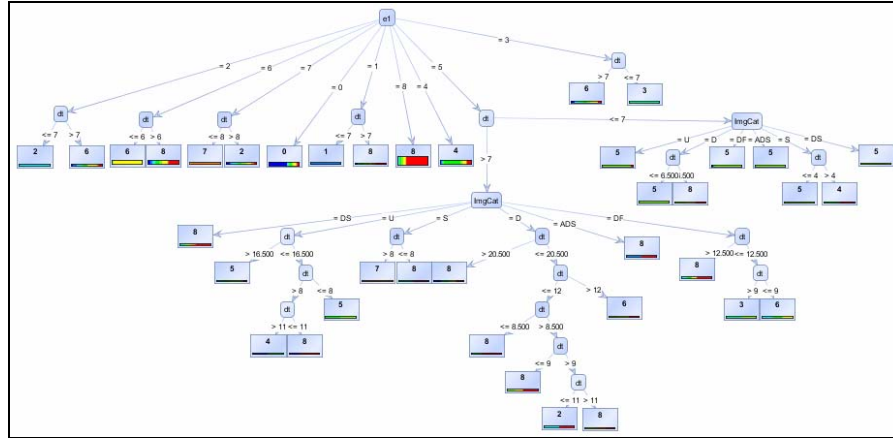 e1
= 2
= 6
= 7
= 0
= 1
= 8
= 4
= 5
= 3
dt
> 7
<= 7
6
3
dt
dt
dt
dt
dt
<= 7
ImgCat
<= 7
> 7
<= 6
> 6
<= 8
> 8
<= 7
> 7
2
6
6
8
7
2
0
1
8
8
4
> 7
= U
= D
= DF
= ADS
= S
= DS
5
dt
5
5
dt
5
<= 6.500
<= 4
> 4
5
8
5
4
ImgCat
= DS
= U
= S
= D
= ADS
= DF
8
dt
dt
dt
8
dt
> 16.500
<= 16.500
> 8
<= 8
> 20.500
<= 20.500
> 12.500
<= 12.500
5
dt
7
8
8
dt
8
dt
> 8
<= 8
<= 12
> 12
> 9
<= 9
dt
5
dt
6
3
6
> 11
<= 11
<= 8.500
> 8.500
4
8
8
dt
<= 9
> 9
8
dt
<= 11
> 11
2
8